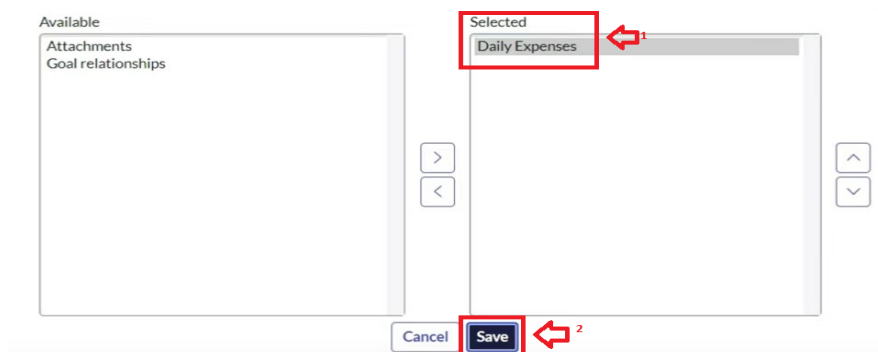 Available
Attachments
Goal relationships
Selected
Daily Expenses
1
>
<
Cancel
Save
2